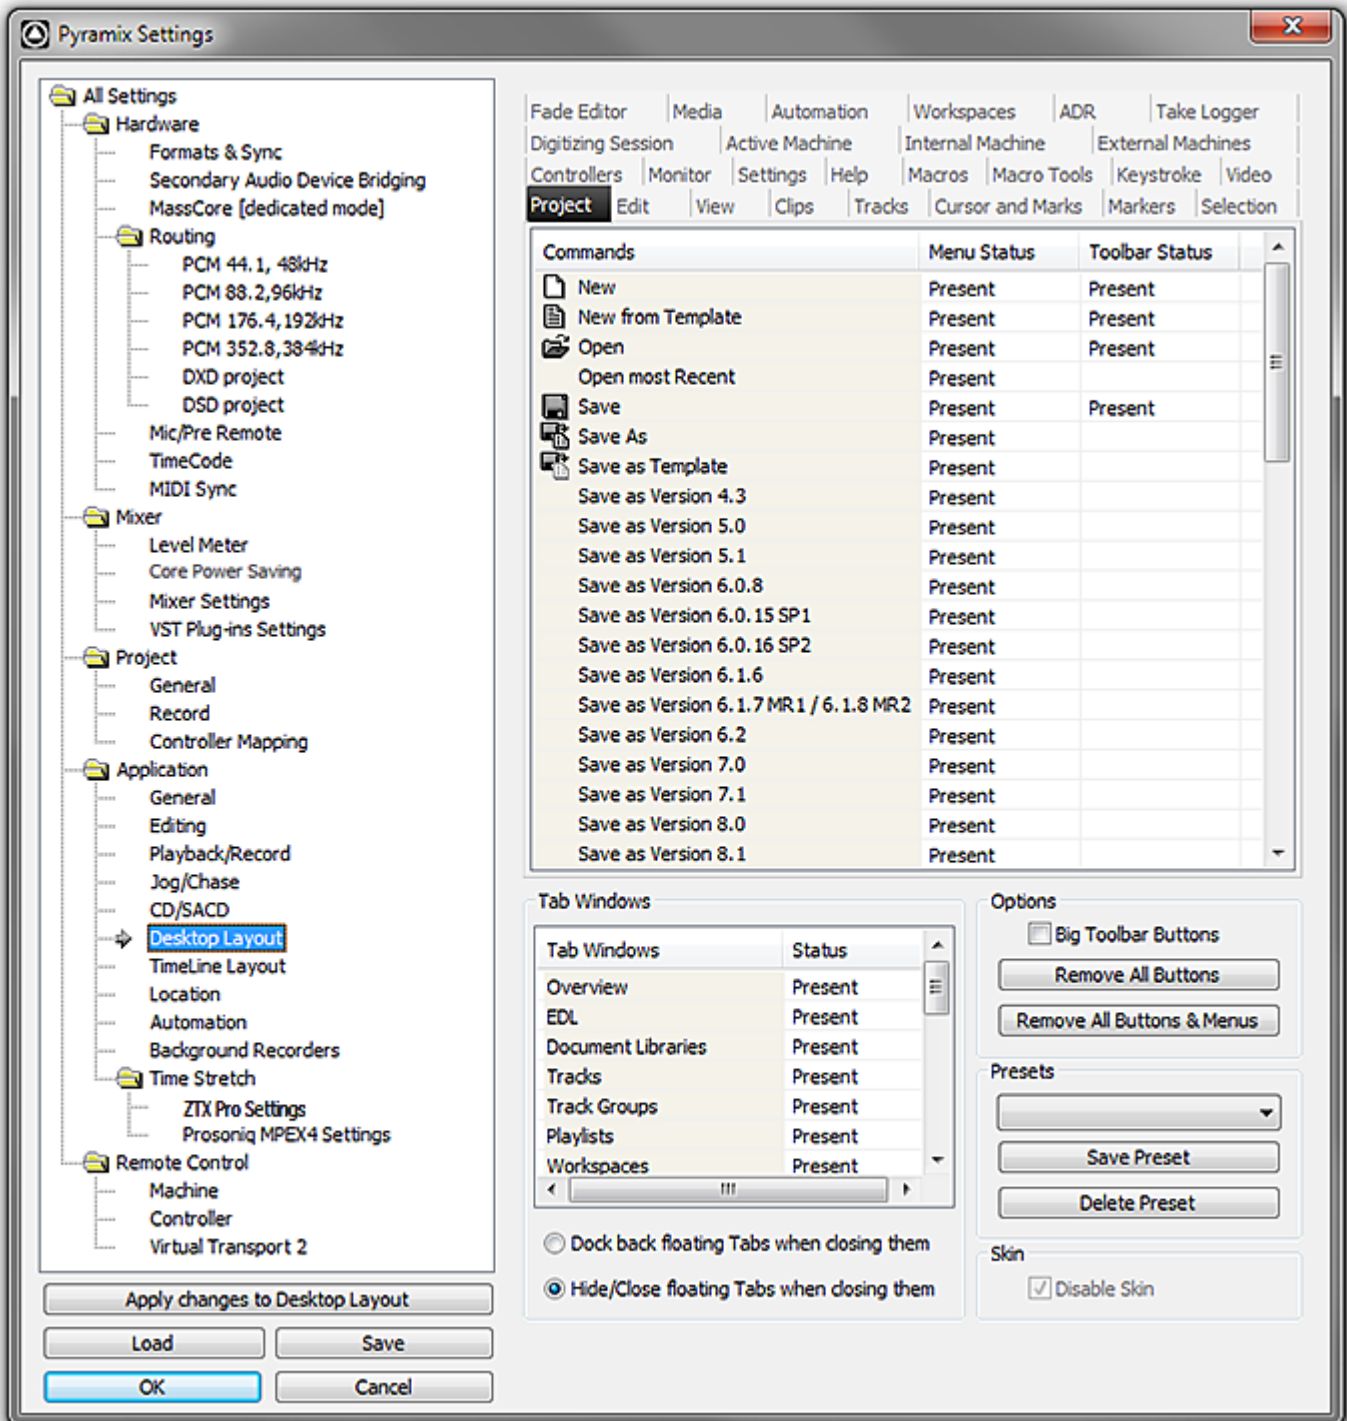 Pyramix Settings
All Settings
Hardware
Formats & Sync
Secondary Audio Device Bridging
MassCore [dedicated mode]
Routing
PCM 44.1, 48kHz
PCM 88.2,96kHz
PCM 176.4,192kHz
PCM 352.8,384kHz
DXD project
DSD project
Mic/Pre Remote
TimeCode
MIDI Sync
Mixer
Level Meter
Core Power Saving
Mixer Settings
VST Plug-ins Settings
Project
General
Record
Controller Mapping
Application
General
Editing
Playback/Record
Jog/Chase
CD/SACD
Desktop Layout
TimeLine Layout
Location
Automation
Background Recorders
Time Stretch
ZTX Pro Settings
Prosoniq MPEX4 Settings
Remote Control
Machine
Controller
Virtual Transport 2
Apply changes to Desktop Layout
Load Save
OK Cancel
Fade Editor Media Automation Workspaces ADR Take Logger
Digitizing Session Active Machine Internal Machine External Machines
Controllers Monitor Settings Help Macros Macro Tools Keystroke Video
Project Edit View Clips Tracks Cursor and Marks Markers Selection
Commands Menu Status Toolbar Status
New Present Present
New from Template Present Present
Open Present Present
Open most Recent Present
Save Present Present
Save As Present
Save as Template Present
Save as Version 4.3 Present
Save as Version 5.0 Present
Save as Version 5.1 Present
Save as Version 6.0.8 Present
Save as Version 6.0.15 SP1 Present
Save as Version 6.0.16 SP2 Present
Save as Version 6.1.6 Present
Save as Version 6.1.7 MR1 / 6.1.8 MR2 Present
Save as Version 6.2 Present
Save as Version 7.0 Present
Save as Version 7.1 Present
Save as Version 8.0 Present
Save as Version 8.1 Present
Tab Windows
Tab Windows Status
Overview Present
EDL Present
Document Libraries Present
Tracks Present
Track Groups Present
Playlists Present
Workspaces Present
Dock back floating Tabs when closing them
Hide/Close floating Tabs when closing them
Options
Big Toolbar Buttons
Remove All Buttons
Remove All Buttons & Menus
Presets
Save Preset
Delete Preset
Skin
Disable Skin